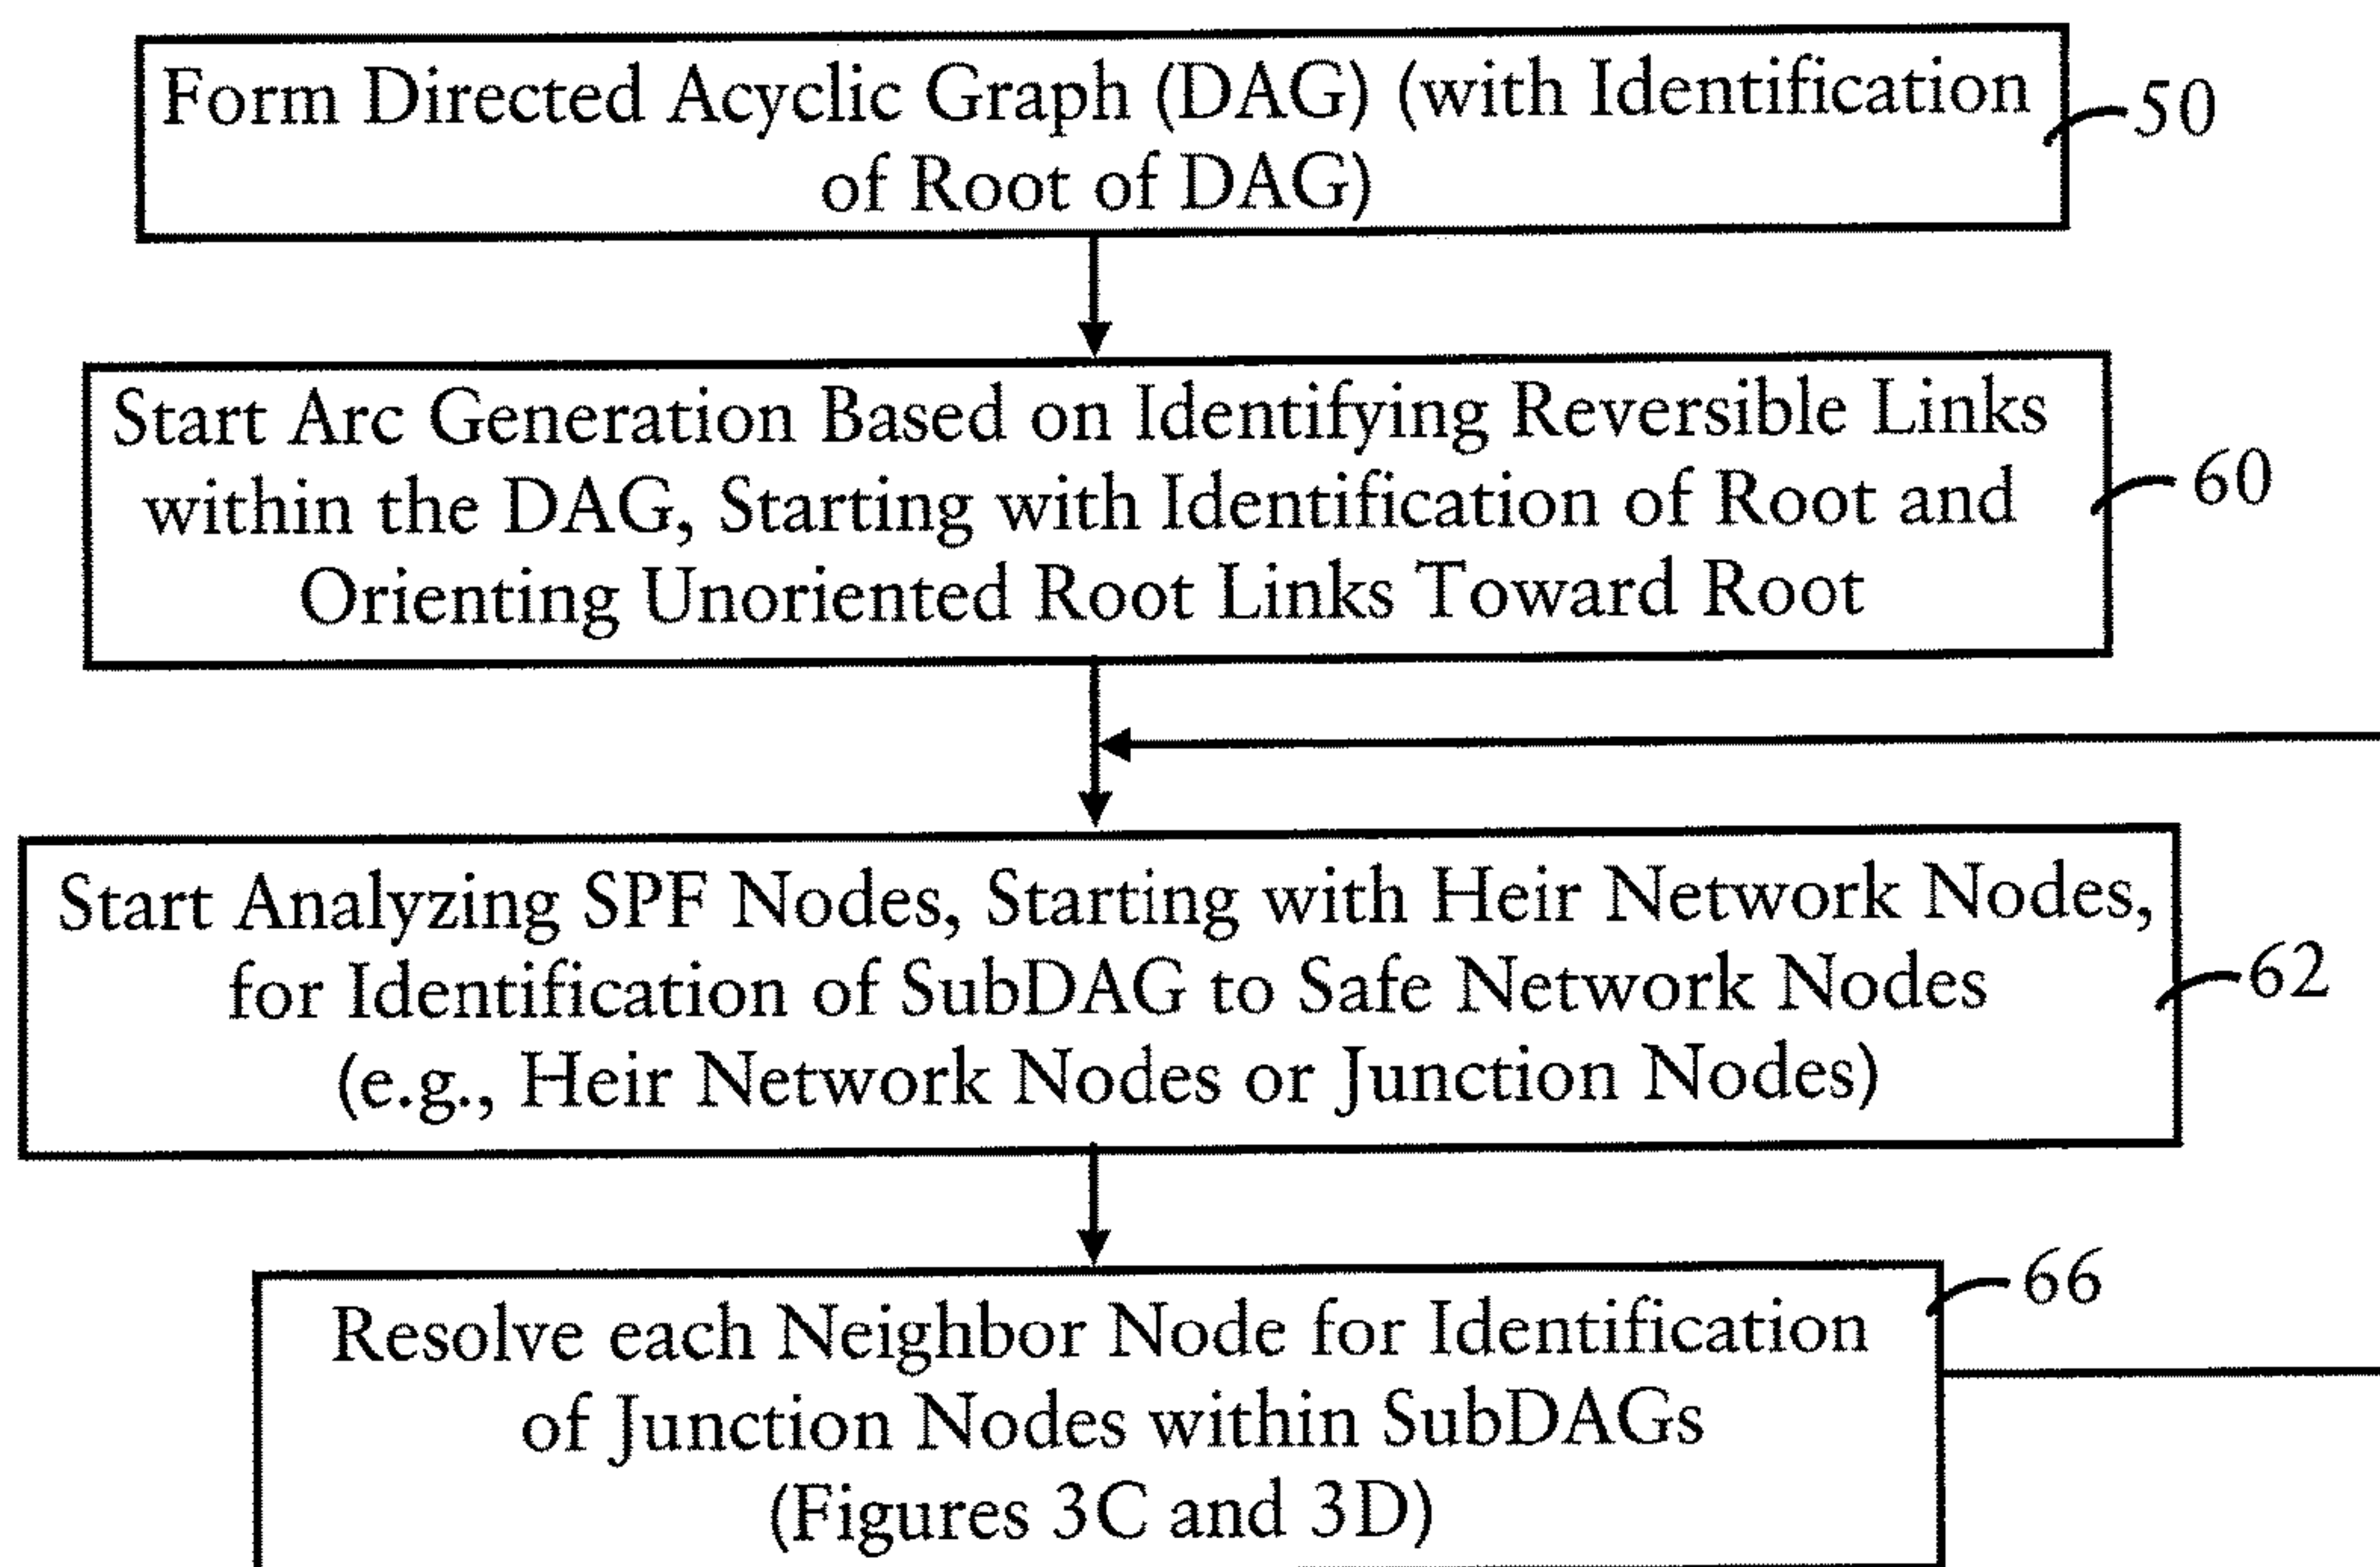 Form Directed Acyclic Graph (DAG) (with Identification
of Root of DAG)
50
Start Arc Generation Based on Identifying Reversible Links
within the DAG, Starting with Identification of Root and
Orienting Unoriented Root Links Toward Root
60
Start Analyzing SPF Nodes, Starting with Heir Network Nodes,
for Identification of SubDAG to Safe Network Nodes
(e.g., Heir Network Nodes or Junction Nodes)
62
66
Resolve each Neighbor Node for Identification
of Junction Nodes within SubDAGs
(Figures 3C and 3D)